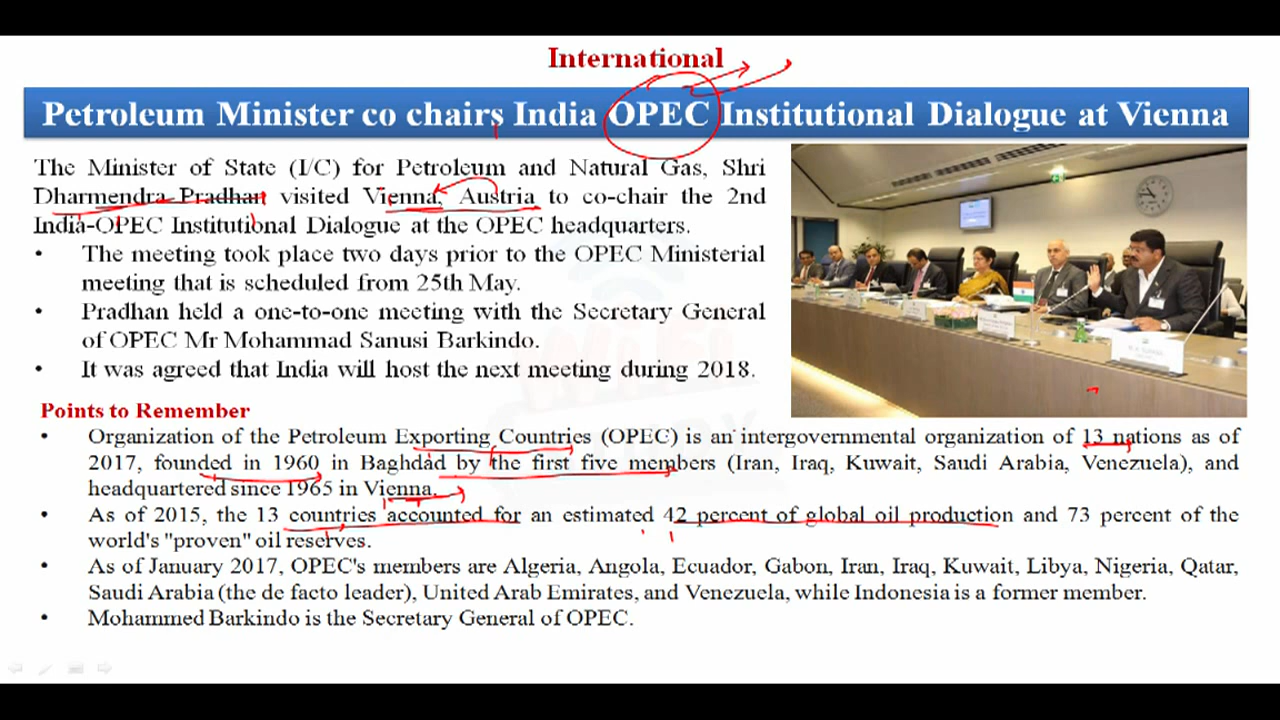 International
Petroleum Minister co chairs India OPEC Institutional Dialogue at Vienna
The Minister of State (I/C) for Petroleum and Natural Gas, Shri
Dharmendra Pradhan visited Vienna, Austria to co-chair the 2nd
India-OPEC Institutional Dialogue at the OPEC headquarters.
• The meeting took place two days prior to the OPEC Ministerial
meeting that is scheduled from 25th May.
• Pradhan held a one-to-one meeting with the Secretary General
of OPEC Mr Mohammad Sanusi Barkindo.
• It was agreed that India will host the next meeting during 2018.
Points to Remember
• Organization of the Petroleum Exporting Countries (OPEC) is an intergovernmental organization of 13 nations as of
2017, founded in 1960 in Baghdad by the first five members (Iran, Iraq, Kuwait, Saudi Arabia, Venezuela), and
headquartered since 1965 in Vienna.
• As of 2015, the 13 countries accounted for an estimated 42 percent of global oil production and 73 percent of the
world's "proven" oil reserves.
• As of January 2017, OPEC's members are Algeria, Angola, Ecuador, Gabon, Iran, Iraq, Kuwait, Libya, Nigeria, Qatar,
Saudi Arabia (the de facto leader), United Arab Emirates, and Venezuela, while Indonesia is a former member.
• Mohammed Barkindo is the Secretary General of OPEC.